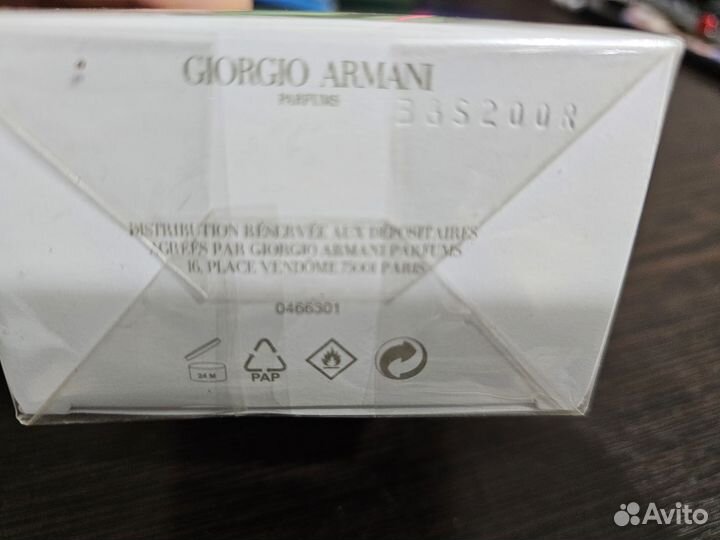 GIORGIO ARMANI
PARFUMS
DISTRIBUTION RÉSERVÉE AUX DÉPOSITAIRES
AGRÉÉS PAR GIORGIO ARMANI PARFUMS
16, PLACE VENDÔME 75001 PARIS
0466301
24 M
PAP
Avito